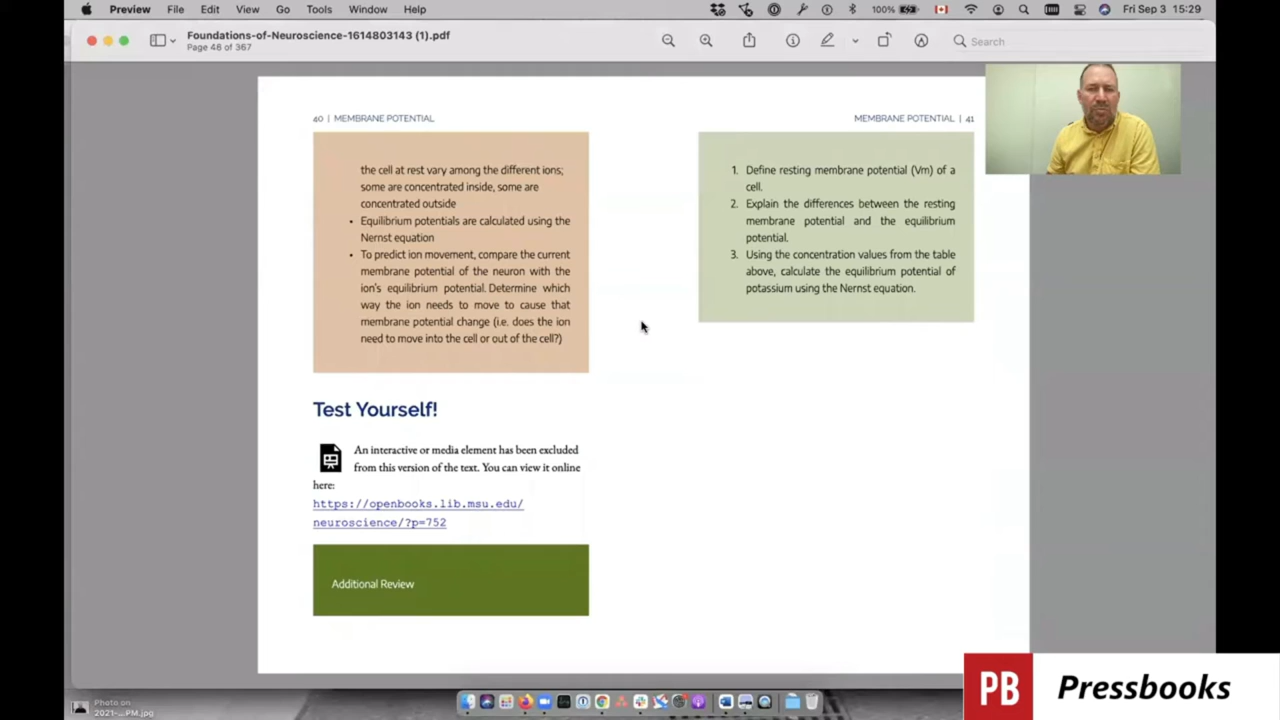 Preview File Edit View Go Tools Window Help
100%
Fri Sep 3 15:29
Foundations-of-Neuroscience-1614803143 (1).pdf
Page 48 of 367
Search
40 | MEMBRANE POTENTIAL
the cell at rest vary among the different ions;
some are concentrated inside, some are
concentrated outside
• Equilibrium potentials are calculated using the
Nernst equation
• To predict ion movement, compare the current
membrane potential of the neuron with the
ion's equilibrium potential. Determine which
way the ion needs to move to cause that
membrane potential change (i.e. does the ion
need to move into the cell or out of the cell?)
Test Yourself!
An interactive or media element has been excluded
from this version of the text. You can view it online
here:
https://openbooks.lib.msu.edu/
neuroscience/?p=752
Additional Review
MEMBRANE POTENTIAL | 41
1. Define resting membrane potential (Vm) of a
cell.
2. Explain the differences between the resting
membrane potential and the equilibrium
potential.
3. Using the concentration values from the table
above, calculate the equilibrium potential of
potassium using the Nernst equation.
Photo on
2021-...PM.jpg
PB Pressbooks